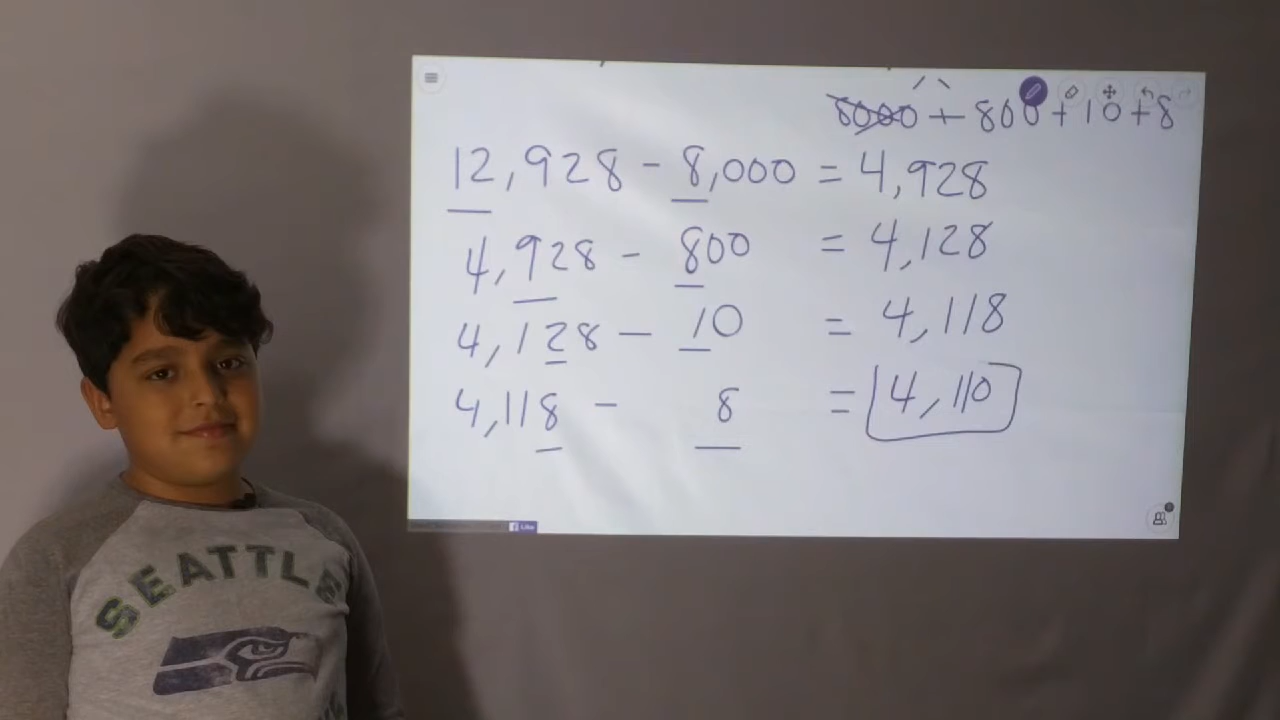 8000 + 800 + 10 + 8
12,928 - 8,000 = 4,928
4,928 - 800 = 4,128
4,128 - 10 = 4,118
4,118 - 8 = 4,110
Like
SEATTLE